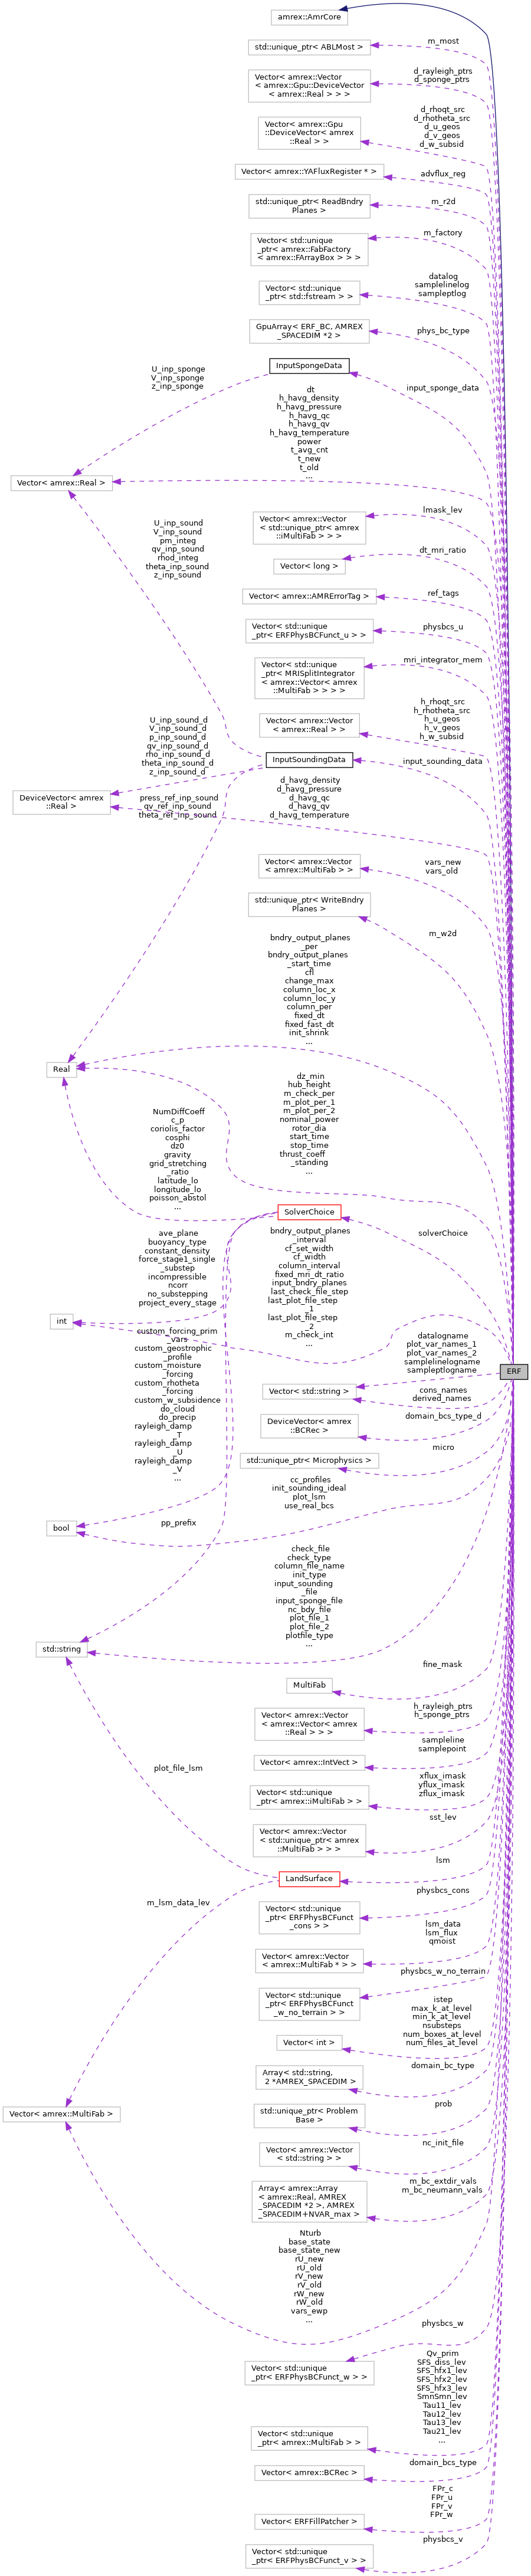 amrex::AmrCore
m_most
std::unique_ptr< ABLMost >
d_rayleigh_ptrs
d_sponge_ptrs
Vector< amrex::Vector
< amrex::Gpu::DeviceVector
< amrex::Real > > >
d_rhoqt_src
d_rhotheta_src
d_u_geos
d_v_geos
d_w_subsid
Vector< amrex::Gpu
::DeviceVector< amrex
::Real > >
advflux_reg
Vector< amrex::YAFluxRegister * >
m_r2d
std::unique_ptr< ReadBndry
Planes >
m_factory
Vector< std::unique
_ptr< amrex::FabFactory
< amrex::FArrayBox > > >
datalog
samplelinelog
sampleptlog
Vector< std::unique
_ptr< std::fstream > >
phys_bc_type
GpuArray< ERF_BC, AMREX
_SPACEDIM *2 >
InputSpongeData
U_inp_sponge
V_inp_sponge
z_inp_sponge
input_sponge_data
dt
h_havg_density
h_havg_pressure
h_havg_qc
h_havg_qv
h_havg_temperature
power
t_avg_cnt
t_new
t_old
...
Vector< amrex::Real >
lmask_lev
Vector< amrex::Vector
< std::unique_ptr< amrex
::iMultiFab > > >
U_inp_sound
V_inp_sound
pm_integ
qv_inp_sound
rhod_integ
theta_inp_sound
z_inp_sound
dt_mri_ratio
Vector< long >
ref_tags
Vector< amrex::AMRErrorTag >
physbcs_u
Vector< std::unique
_ptr< ERFPhysBCFunct_u > >
mri_integrator_mem
Vector< std::unique
_ptr< MRISplitIntegrator
< amrex::Vector< amrex
::MultiFab > > > >
h_rhoqt_src
h_rhotheta_src
h_u_geos
h_v_geos
h_w_subsid
Vector< amrex::Vector
< amrex::Real > >
U_inp_sound_d
V_inp_sound_d
p_inp_sound_d
qv_inp_sound_d
rho_inp_sound_d
theta_inp_sound_d
z_inp_sound_d
InputSoundingData
input_sounding_data
DeviceVector< amrex
::Real >
press_ref_inp_sound
qv_ref_inp_sound
theta_ref_inp_sound
d_havg_density
d_havg_pressure
d_havg_qc
d_havg_qv
d_havg_temperature
vars_new
vars_old
Vector< amrex::Vector
< amrex::MultiFab > >
std::unique_ptr< WriteBndry
Planes >
m_w2d
bndry_output_planes
_per
bndry_output_planes
_start_time
cfl
change_max
column_loc_x
column_loc_y
column_per
fixed_dt
fixed_fast_dt
init_shrink
...
Real
dz_min
hub_height
m_check_per
m_plot_per_1
m_plot_per_2
nominal_power
rotor_dia
start_time
stop_time
thrust_coeff
_standing
...
NumDiffCoeff
c_p
coriolis_factor
cosphi
dz0
gravity
grid_stretching
_ratio
latitude_lo
longitude_lo
poisson_abstol
...
SolverChoice
solverChoice
ave_plane
buoyancy_type
constant_density
force_stage1_single
_substep
incompressible
ncorr
no_substepping
project_every_stage
bndry_output_planes
_interval
cf_set_width
cf_width
column_interval
fixed_mri_dt_ratio
input_bndry_planes
last_check_file_step
last_plot_file_step
_1
last_plot_file_step
_2
m_check_int
...
int
ERF
custom_forcing_prim
_vars
custom_geostrophic
_profile
custom_moisture
_forcing
custom_rhotheta
_forcing
custom_w_subsidence
do_cloud
do_precip
rayleigh_damp
_T
rayleigh_damp
_U
rayleigh_damp
_V
...
datalogname
plot_var_names_1
plot_var_names_2
samplelinelogname
sampleptlogname
Vector< std::string >
cons_names
derived_names
DeviceVector< amrex
::BCRec >
domain_bcs_type_d
micro
std::unique_ptr< Microphysics >
cc_profiles
init_sounding_ideal
plot_lsm
use_real_bcs
bool
pp_prefix
check_file
check_type
column_file_name
init_type
input_sounding
_file
input_sponge_file
nc_bdy_file
plot_file_1
plot_file_2
plotfile_type
...
std::string
fine_mask
MultiFab
h_rayleigh_ptrs
h_sponge_ptrs
Vector< amrex::Vector
< amrex::Vector< amrex
::Real > > >
sampleline
samplepoint
Vector< amrex::IntVect >
plot_file_lsm
xflux_imask
yflux_imask
zflux_imask
Vector< std::unique
_ptr< amrex::iMultiFab > >
sst_lev
Vector< amrex::Vector
< std::unique_ptr< amrex
::MultiFab > > >
lsm
LandSurface
physbcs_cons
m_lsm_data_lev
Vector< std::unique
_ptr< ERFPhysBCFunct
_cons > >
lsm_data
lsm_flux
qmoist
Vector< amrex::Vector
< amrex::MultiFab * > >
physbcs_w_no_terrain
Vector< std::unique
_ptr< ERFPhysBCFunct
_w_no_terrain > >
istep
max_k_at_level
min_k_at_level
nsubsteps
num_boxes_at_level
num_files_at_level
Vector< int >
domain_bc_type
Array< std::string,
2 *AMREX_SPACEDIM >
prob
Vector< amrex::MultiFab >
std::unique_ptr< Problem
Base >
nc_init_file
Vector< amrex::Vector
< std::string > >
m_bc_extdir_vals
m_bc_neumann_vals
Array< amrex::Array
< amrex::Real, AMREX
_SPACEDIM *2 >, AMREX
_SPACEDIM+NVAR_max >
Nturb
base_state
base_state_new
rU_new
rU_old
rV_new
rV_old
rW_new
rW_old
vars_ewp
...
physbcs_w
Vector< std::unique
_ptr< ERFPhysBCFunct_w > >
Qv_prim
SFS_diss_lev
SFS_hfx1_lev
SFS_hfx2_lev
SFS_hfx3_lev
SmnSmn_lev
Tau11_lev
Tau12_lev
Tau13_lev
Tau21_lev
...
Vector< std::unique
_ptr< amrex::MultiFab > >
domain_bcs_type
Vector< amrex::BCRec >
FPr_c
FPr_u
FPr_v
FPr_w
Vector< ERFFillPatcher >
physbcs_v
Vector< std::unique
_ptr< ERFPhysBCFunct_v > >